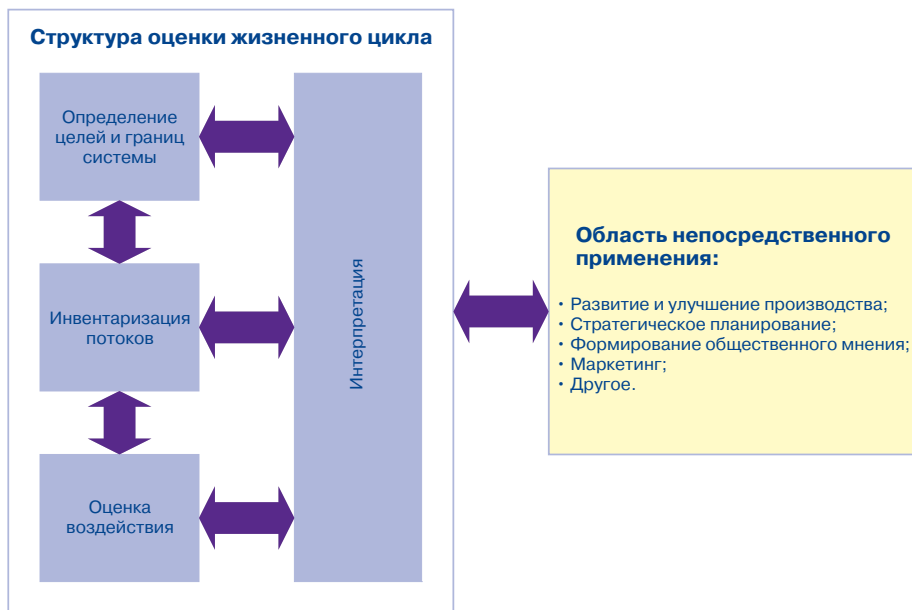 Структура оценки жизненного цикла
Определение
целей и границ
системы
Инвентаризация
потоков
Оценка
воздействия
Интерпретация
Область непосредственного
применения:
• Развитие и улучшение производства;
• Стратегическое планирование;
• Формирование общественного мнения;
• Маркетинг;
• Другое.